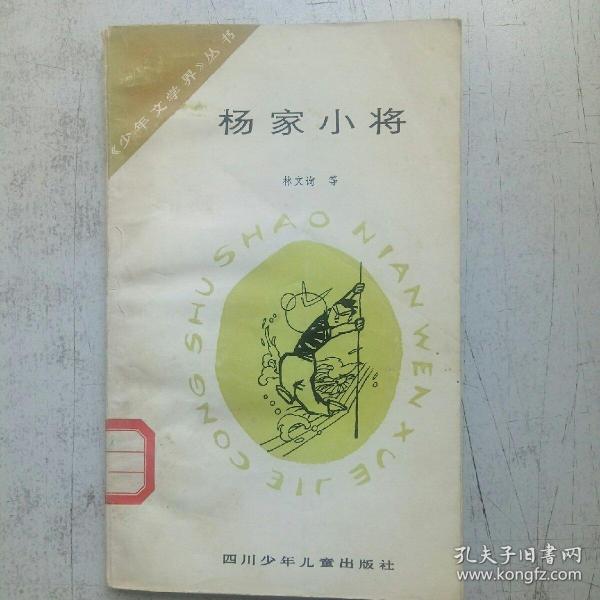 《少年文学界》丛书
杨家小将
林文询 等
SHAO NIAN WEN XUE JIE CONG SHU
四川少年儿童出版社
孔夫子旧书网
www.kongfz.com